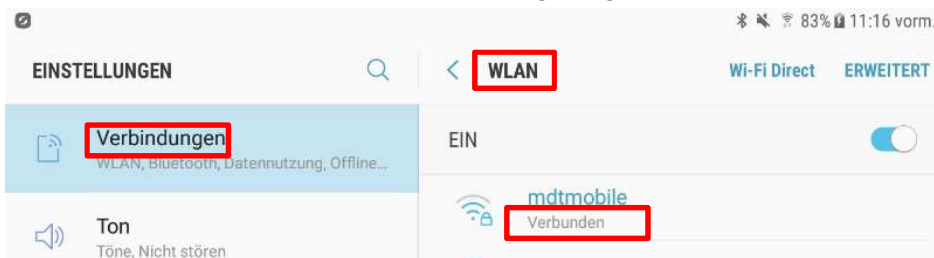 83% 11:16 vorm.
EINSTELLUNGEN
WLAN
Wi-Fi Direct ERWEITERT
Verbindungen
WLAN, Bluetooth, Datennutzung, Offline...
EIN
mdtmobile
Verbunden
Ton
Töne, Nicht stören